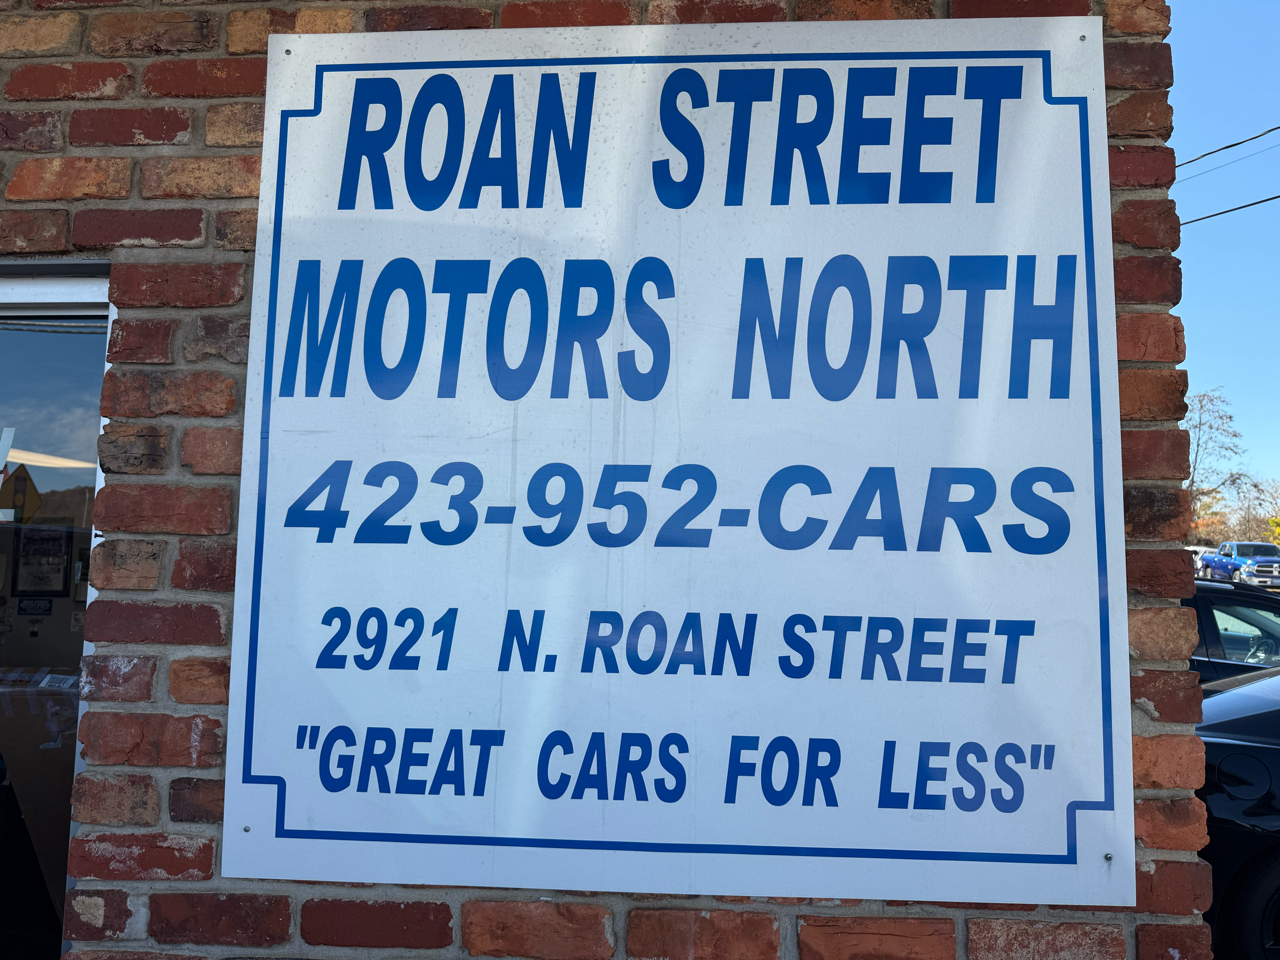 ROAN STREET
MOTORS NORTH
423-952-CARS
2921 N. ROAN STREET
"GREAT CARS FOR LESS"